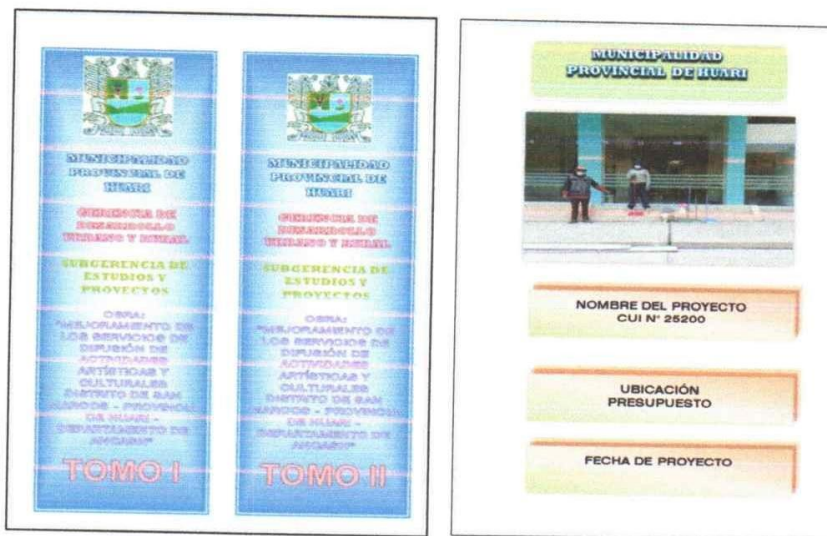 MUNICIPALIDAD
PROVINCIAL DE
HUARI
GERENCIA DE
DESARROLLO
URBANO Y RURAL
SUBGERENCIA DE
ESTUDIOS Y
PROYECTOS
OBRA:
"MEJORAMIENTO DE
LOS SERVICIOS DE
DIFUSIÓN DE
ACTIVIDADES
ARTÍSTICAS Y
CULTURALES
DISTRITO DE SAN
MARCOS - PROVINCIA
DE HUARI -
DEPARTAMENTO DE
ANCASH"
TOMO I
MUNICIPALIDAD
PROVINCIAL DE
HUARI
GERENCIA DE
DESARROLLO
URBANO Y RURAL
SUBGERENCIA DE
ESTUDIOS Y
PROYECTOS
OBRA:
"MEJORAMIENTO DE
LOS SERVICIOS DE
DIFUSIÓN DE
ACTIVIDADES
ARTÍSTICAS Y
CULTURALES
DISTRITO DE SAN
MARCOS - PROVINCIA
DE HUARI -
DEPARTAMENTO DE
ANCASH"
TOMO II
MUNICIPALIDAD
PROVINCIAL DE HUARI
NOMBRE DEL PROYECTO
CUI N° 25200
UBICACIÓN
PRESUPUESTO
FECHA DE PROYECTO